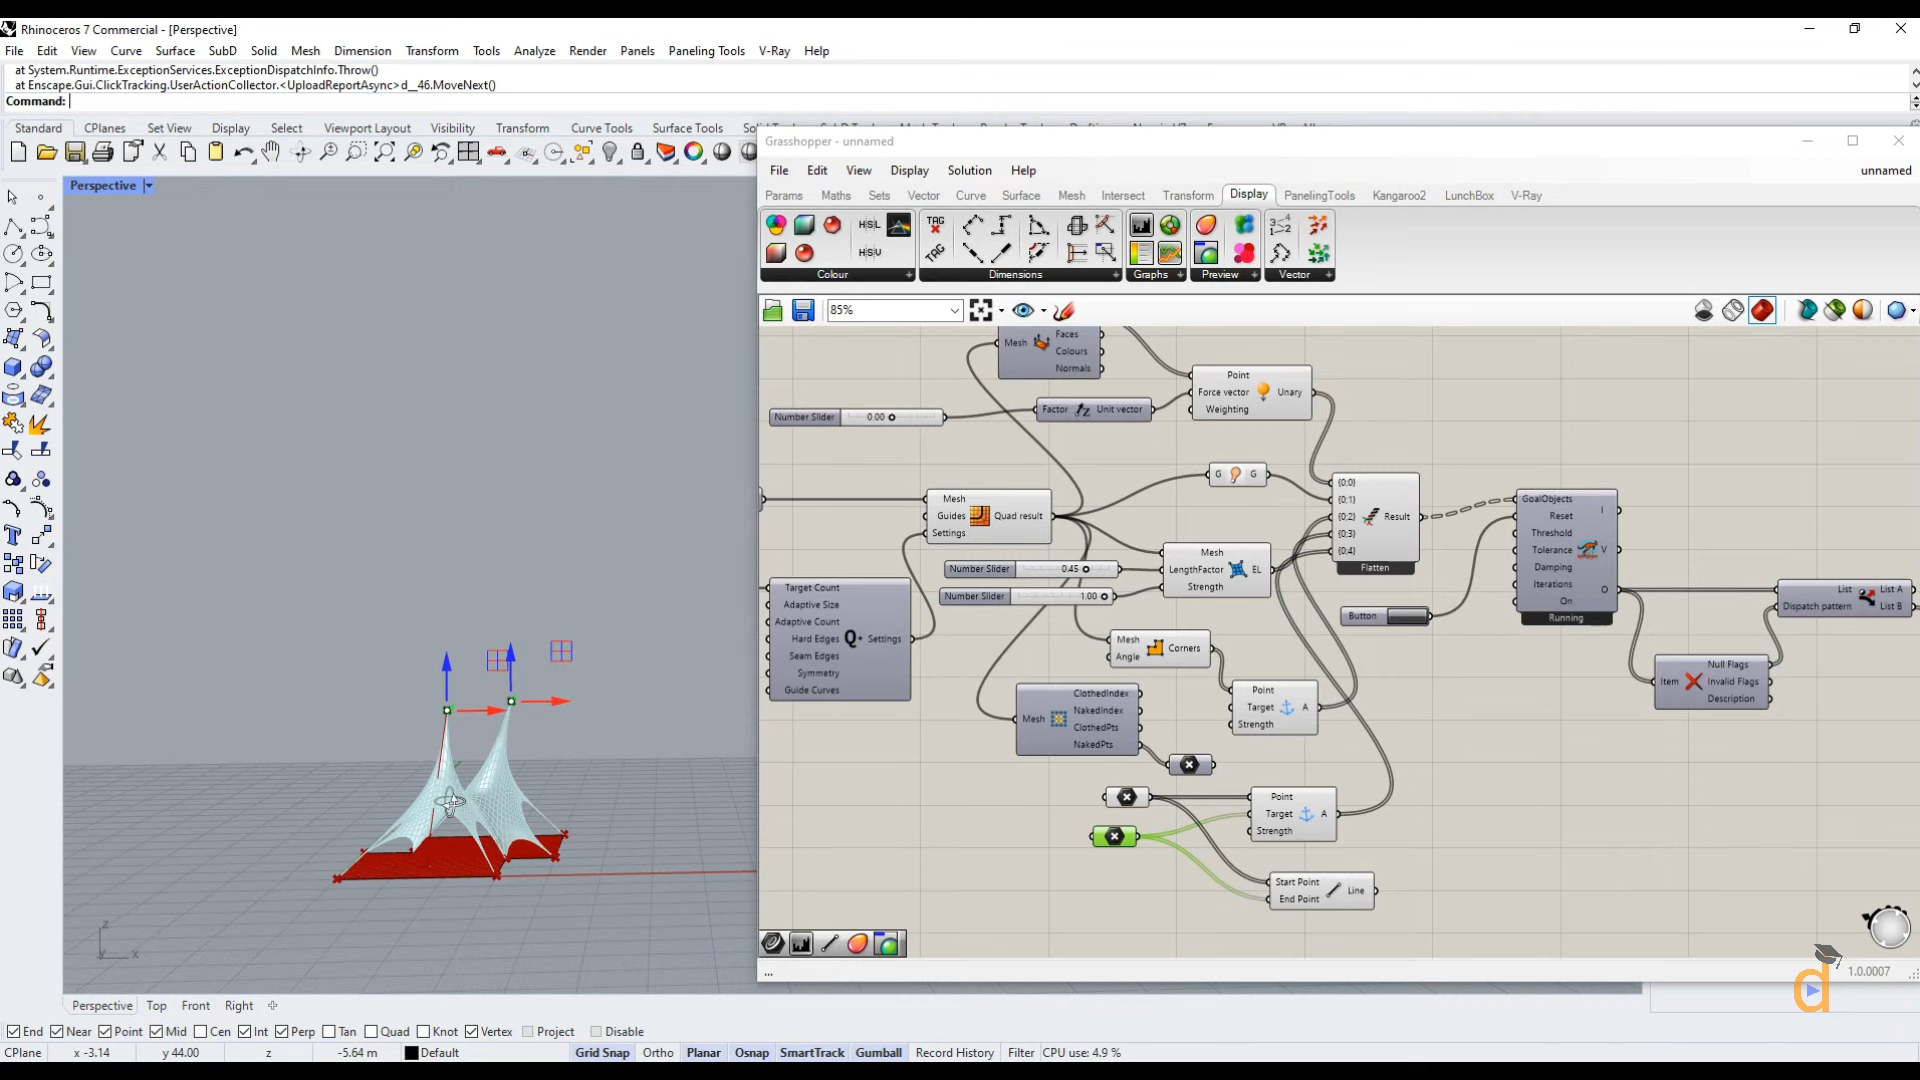 Rhinoceros 7 Commercial - [Perspective]
File Edit View Curve Surface SubD Solid Mesh Dimension Transform Tools Analyze Render Panels Paneling Tools V-Ray Help
at System.Runtime.ExceptionServices.ExceptionDispatchInfo.Throw()
at Enscape.Gui.ClickTracking.UserActionCollector.<UploadReportAsync>d__46.MoveNext()
Command:
Standard CPlanes Set View Display Select Viewport Layout Visibility Transform Curve Tools Surface Tools
Grasshopper - unnamed
File Edit View Display Solution Help unnamed
Params Maths Sets Vector Curve Surface Mesh Intersect Transform Display PanelingTools Kangaroo2 LunchBox V-Ray
HSL
HSV
TAG
TAG
Colour Dimensions Graphs Preview Vector
85%
Perspective
Mesh Faces
Colours
Normals
Point
Force vector Unary
Weighting
Number Slider 0.00
Factor Unit vector
G G
{0;0}
{0;1}
{0;2} Result
{0;3}
{0;4}
Flatten
Mesh
Guides Quad result
Settings
GoalObjects
Reset I
Threshold
Tolerance V
Damping
Iterations O
On
Running
Mesh
LengthFactor EL
Strength
Number Slider 0.45
Number Slider 1.00
Target Count
Adaptive Size
Adaptive Count
Hard Edges Q+ Settings
Seam Edges
Symmetry
Guide Curves
Button
List List A
Dispatch pattern List B
Mesh Corners
Angle
Null Flags
Item Invalid Flags
Description
ClothedIndex
NakedIndex
Mesh ClothedPts
NakedPts
Point
Target A
Strength
Point
Target A
Strength
Start Point Line
End Point
...
1.0.0007
d
z
y x
Perspective Top Front Right
End Near Point Mid Cen Int Perp Tan Quad Knot Vertex Project Disable
CPlane x -3.14 y 44.00 z -5.64 m Default Grid Snap Ortho Planar Osnap SmartTrack Gumball Record History Filter CPU use: 4.9 %